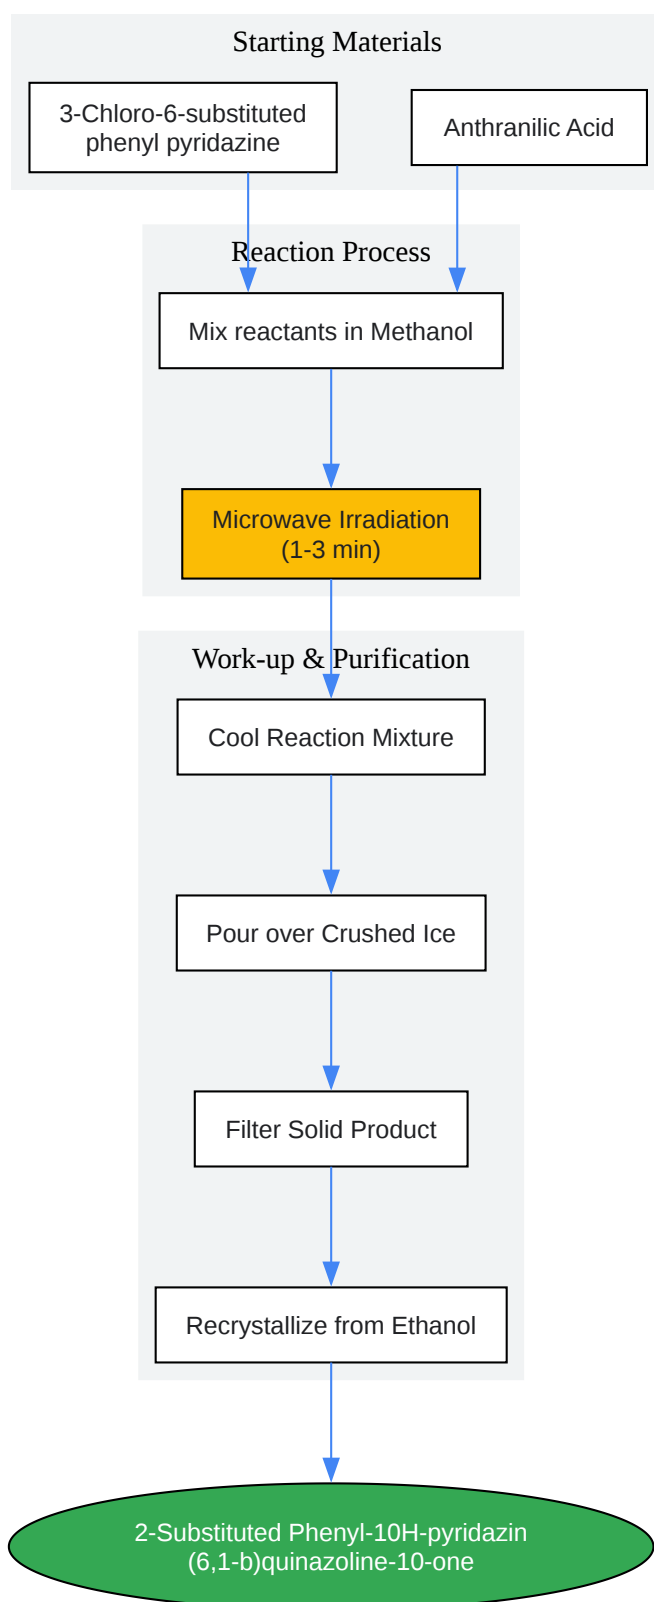 Starting Materials
3-Chloro-6-substituted
phenyl pyridazine
Anthranilic Acid
Reaction Process
Mix reactants in Methanol
Microwave Irradiation
(1-3 min)
Work-up & Purification
Cool Reaction Mixture
Pour over Crushed Ice
Filter Solid Product
Recrystallize from Ethanol
2-Substituted Phenyl-10H-pyridazin
(6,1-b)quinazoline-10-one